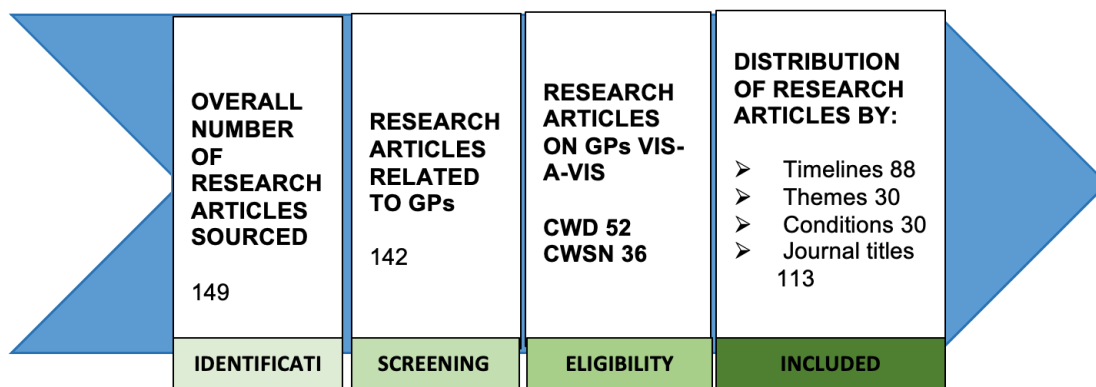 OVERALL
NUMBER
OF
RESEARCH
ARTICLES
SOURCED
149
IDENTIFICATI
RESEARCH
ARTICLES
RELATED
TO GPs
142
SCREENING
RESEARCH
ARTICLES
ON GPs VIS-
A-VIS
CWD 52
CWSN 36
ELIGIBILITY
DISTRIBUTION
OF RESEARCH
ARTICLES BY:
➢ Timelines 88
➢ Themes 30
➢ Conditions 30
➢ Journal titles
113
INCLUDED